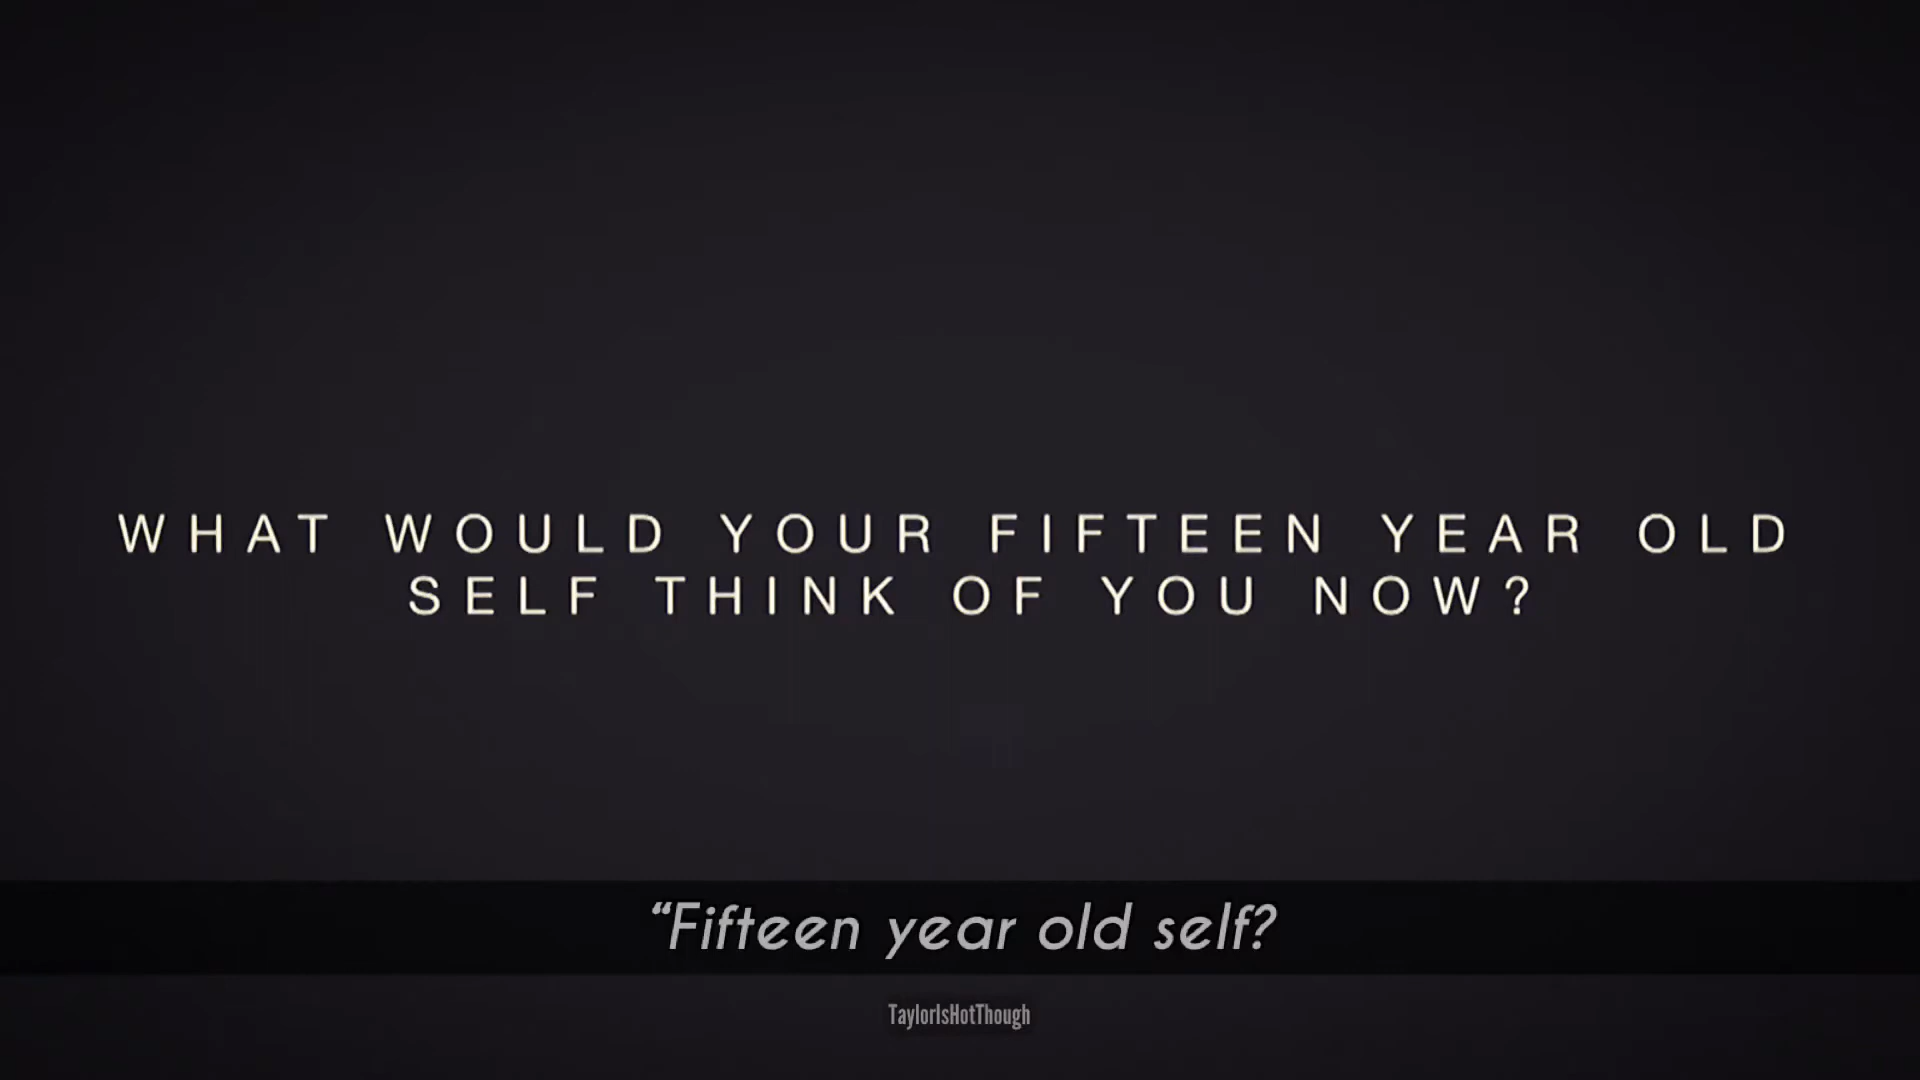 WHAT WOULD YOUR FIFTEEN YEAR OLD
SELF THINK OF YOU NOW?
“Fifteen year old self?
TaylorIsHotThough